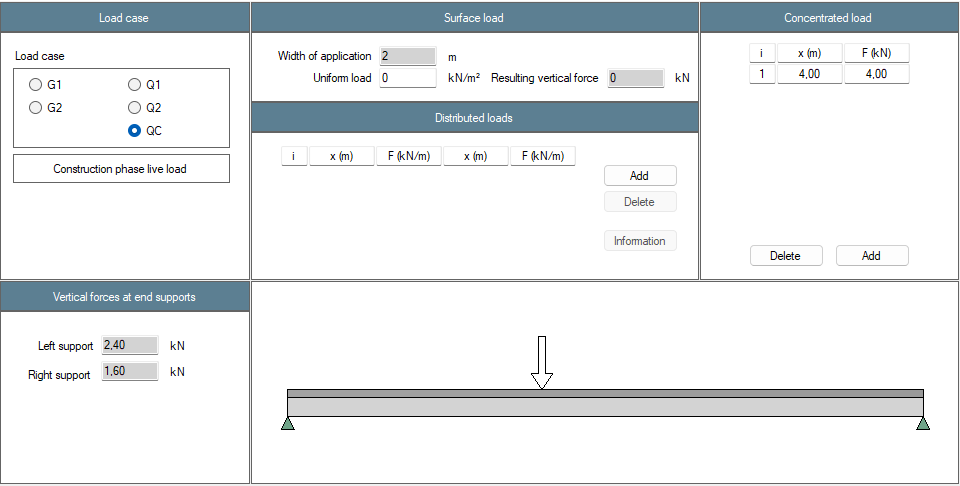 Load case
Load case
G1
Q1
G2
Q2
QC
Construction phase live load
Surface load
Width of application 2 m
Uniform load 0 kN/m² Resulting vertical force 0 kN
Distributed loads
i x (m) F (kN/m) x (m) F (kN/m)
Add
Delete
Information
Concentrated load
i x (m) F (kN)
1 4,00 4,00
Delete Add
Vertical forces at end supports
Left support 2,40 kN
Right support 1,60 kN